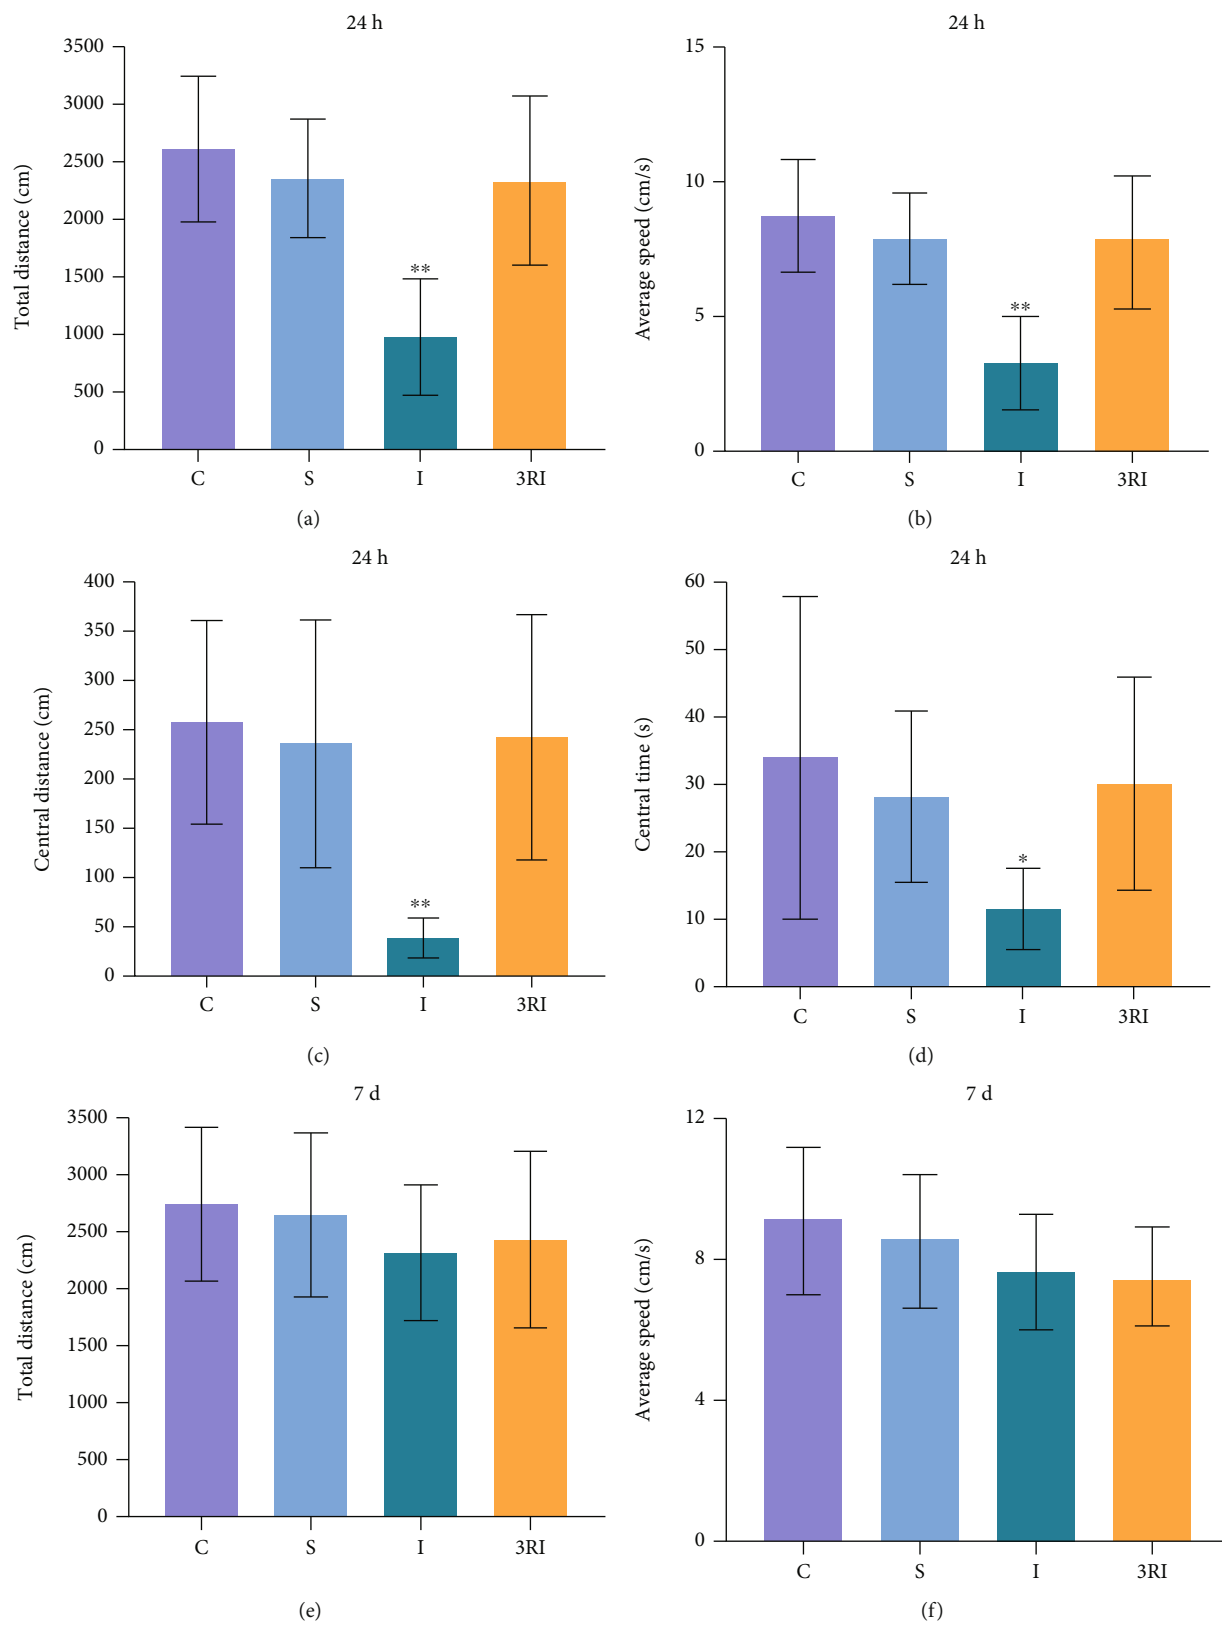 24 h
Total distance (cm)
3500
3000
2500
2000
1500
1000
500
0
**
C S I 3RI
(a)
24 h
Average speed (cm/s)
15
10
5
0
**
C S I 3RI
(b)
24 h
Central distance (cm)
400
350
300
250
200
150
100
50
0
**
C S I 3RI
(c)
24 h
Central time (s)
60
50
40
30
20
10
0
*
C S I 3RI
(d)
7 d
Total distance (cm)
3500
3000
2500
2000
1500
1000
500
0
C S I 3RI
(e)
7 d
Average speed (cm/s)
12
8
4
0
C S I 3RI
(f)